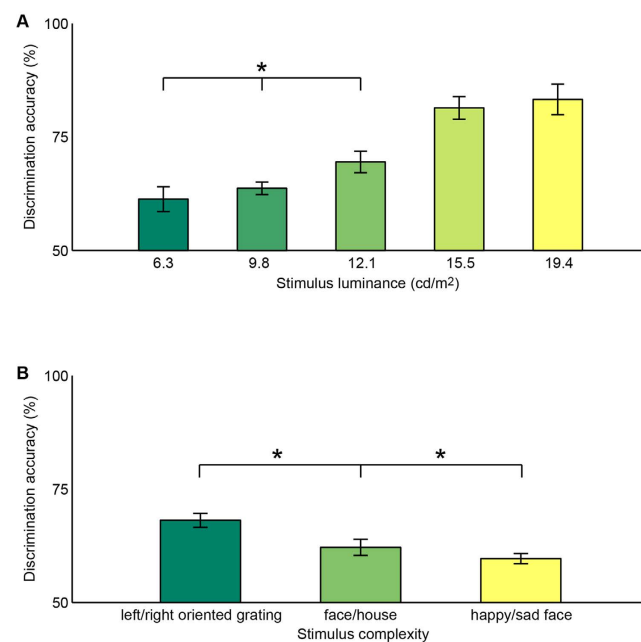 A
Discrimination accuracy (%)
100
75
50
*
6.3 9.8 12.1 15.5 19.4
Stimulus luminance (cd/m²)
B
Discrimination accuracy (%)
100
75
50
* *
left/right oriented grating face/house happy/sad face
Stimulus complexity